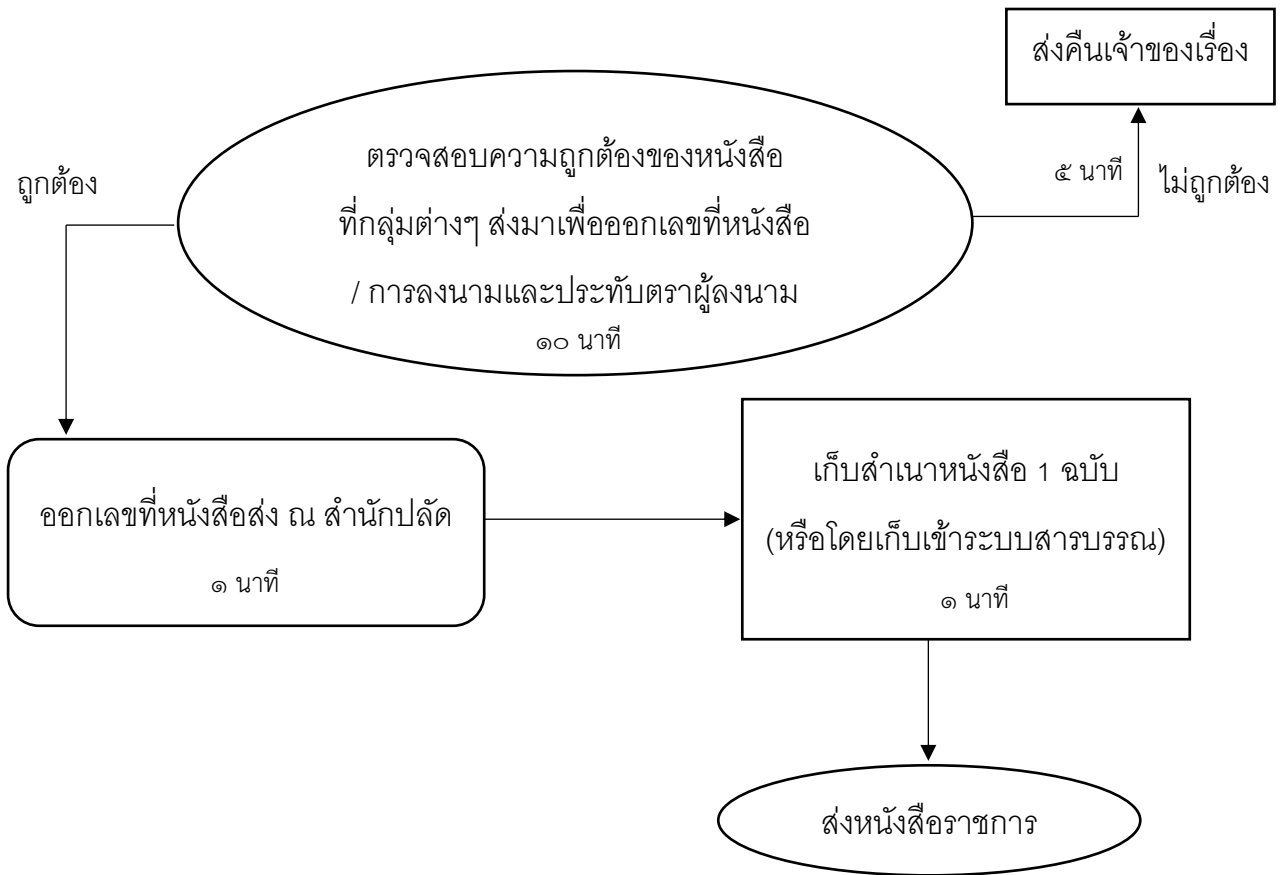 ส่งคืนเจ้าของเรื่อง
ตรวจสอบความถูกต้องของหนังสือ
ที่กลุ่มต่างๆ ส่งมาเพื่อออกเลขที่หนังสือ
/ การลงนามและประทับตราผู้ลงนาม
๑๐ นาที
ถูกต้อง
๕ นาที
ไม่ถูกต้อง
ออกเลขที่หนังสือส่ง ณ สำนักปลัด
๑ นาที
เก็บสำเนาหนังสือ 1 ฉบับ
(หรือโดยเก็บเข้าระบบสารบรรณ)
๑ นาที
ส่งหนังสือราชการ